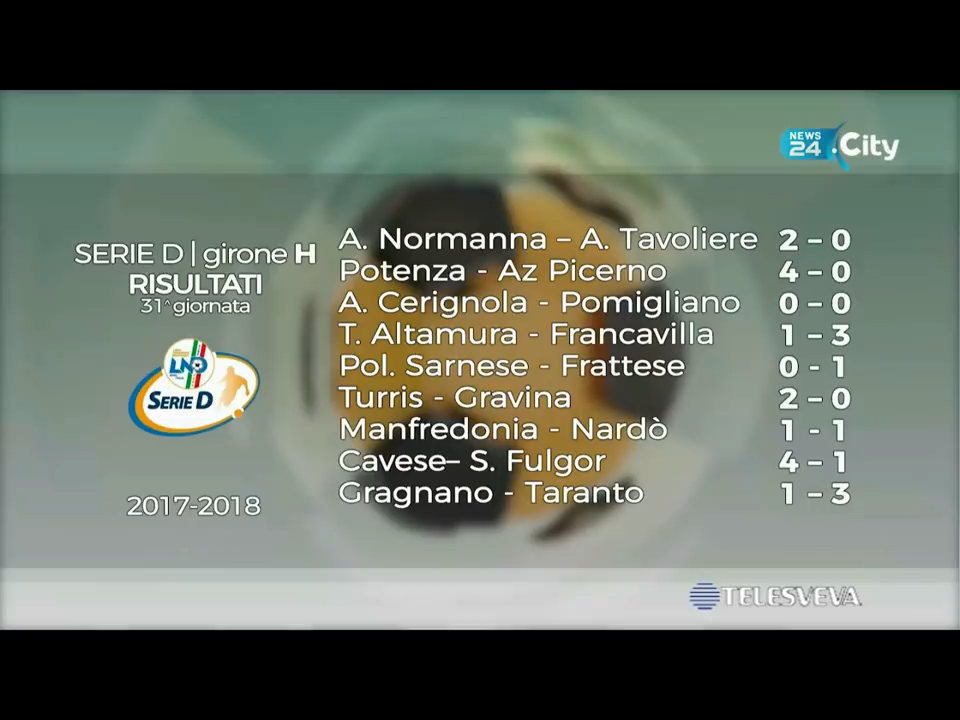 NEWS
24 .City
SERIE D | girone H
RISULTATI
31^giornata
LND
SERIE D
2017-2018
A. Normanna – A. Tavoliere 2 – 0
Potenza - Az Picerno 4 – 0
A. Cerignola - Pomigliano 0 – 0
T. Altamura - Francavilla 1 – 3
Pol. Sarnese - Frattese 0 - 1
Turris - Gravina 2 – 0
Manfredonia - Nardò 1 - 1
Cavese– S. Fulgor 4 – 1
Gragnano - Taranto 1 – 3
TELESVEVA